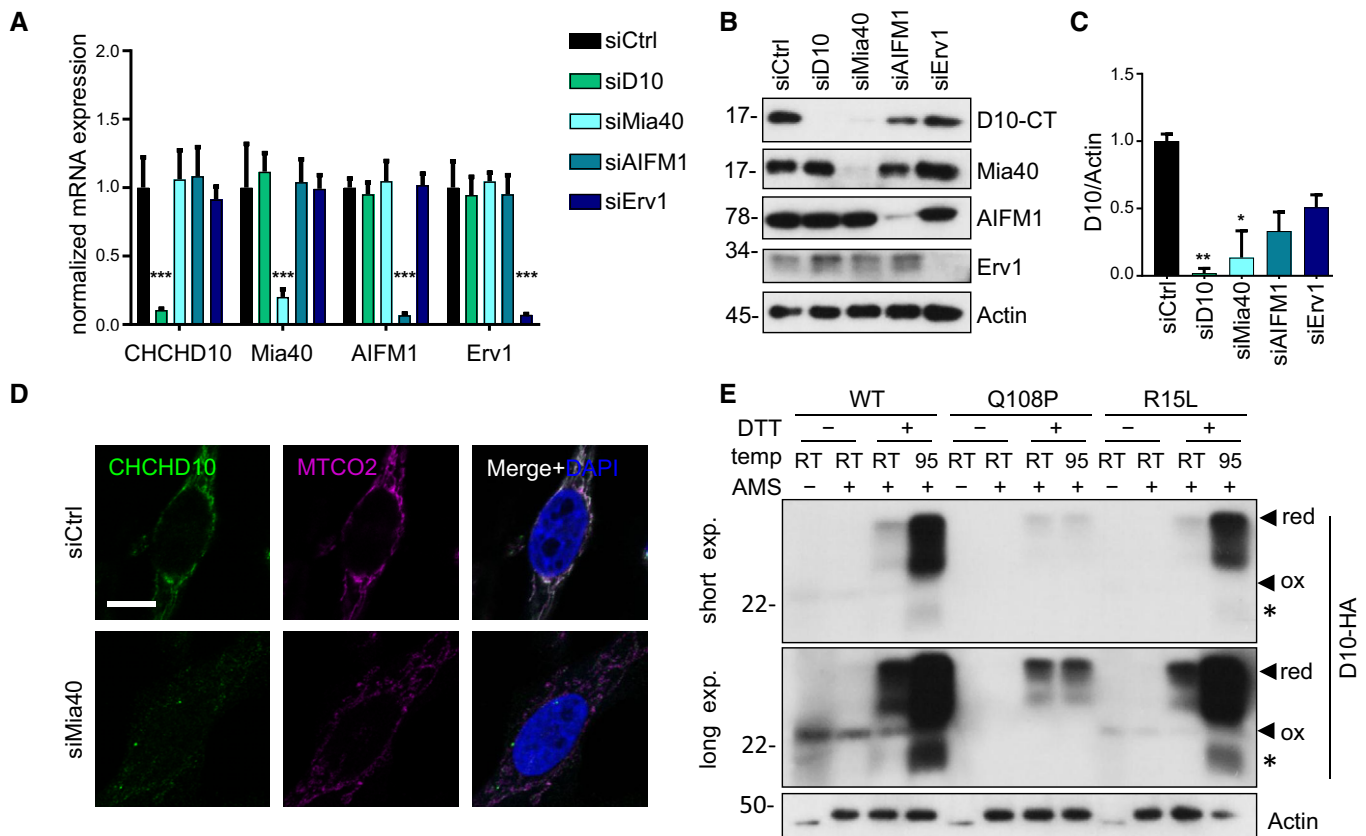 A
normalized mRNA expression
2.0
1.5
1.0
0.5
0.0
CHCHD10 Mia40 AIFM1 Erv1
*** *** *** ***
siCtrl
siD10
siMia40
siAIFM1
siErv1
B
siCtrl siD10 siMia40 siAIFM1 siErv1
17- D10-CT
17- Mia40
78- AIFM1
34- Erv1
45- Actin
C
D10/Actin
1.5
1.0
0.5
0.0
** *
siCtrl siD10 siMia40 siAIFM1 siErv1
D
CHCHD10 MTCO2 Merge+DAPI
siCtrl
siMia40
E
WT Q108P R15L
DTT – + – + – +
temp RT RT RT 95 RT RT RT 95 RT RT RT 95
AMS – + + + – + + + – + + +
short exp.
22-
red
ox
*
long exp.
22-
red
ox
*
D10-HA
50- Actin